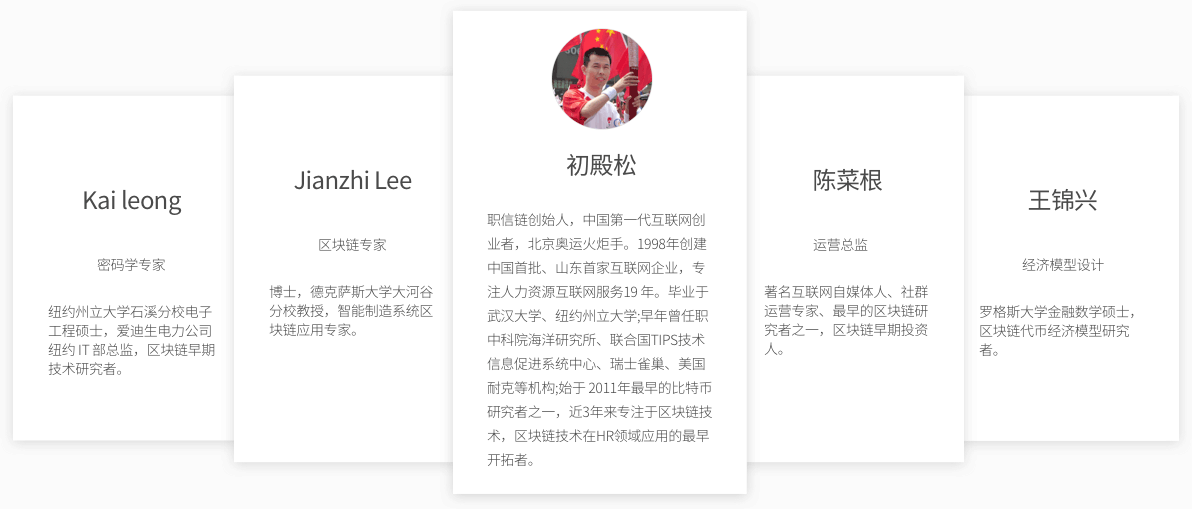 Kai leong
密码学专家
纽约州立大学石溪分校电子
工程硕士，爱迪生电力公司
纽约 IT 部总监，区块链早期
技术研究者。
Jianzhi Lee
区块链专家
博士，德克萨斯大学大河谷
分校教授，智能制造系统区
块链应用专家。
初殿松
职信链创始人，中国第一代互联网创
业者，北京奥运火炬手。1998年创建
中国首批、山东首家互联网企业，专
注人力资源互联网服务19 年。毕业于
武汉大学、纽约州立大学;早年曾任职
中科院海洋研究所、联合国TIPS技术
信息促进系统中心、瑞士雀巢、美国
耐克等机构;始于 2011年最早的比特币
研究者之一，近3年来专注于区块链技
术，区块链技术在HR领域应用的最早
开拓者。
陈菜根
运营总监
著名互联网自媒体人、社群
运营专家、最早的区块链研
究者之一，区块链早期投资
人。
王锦兴
经济模型设计
罗格斯大学金融数学硕士，
区块链代币经济模型研究
者。